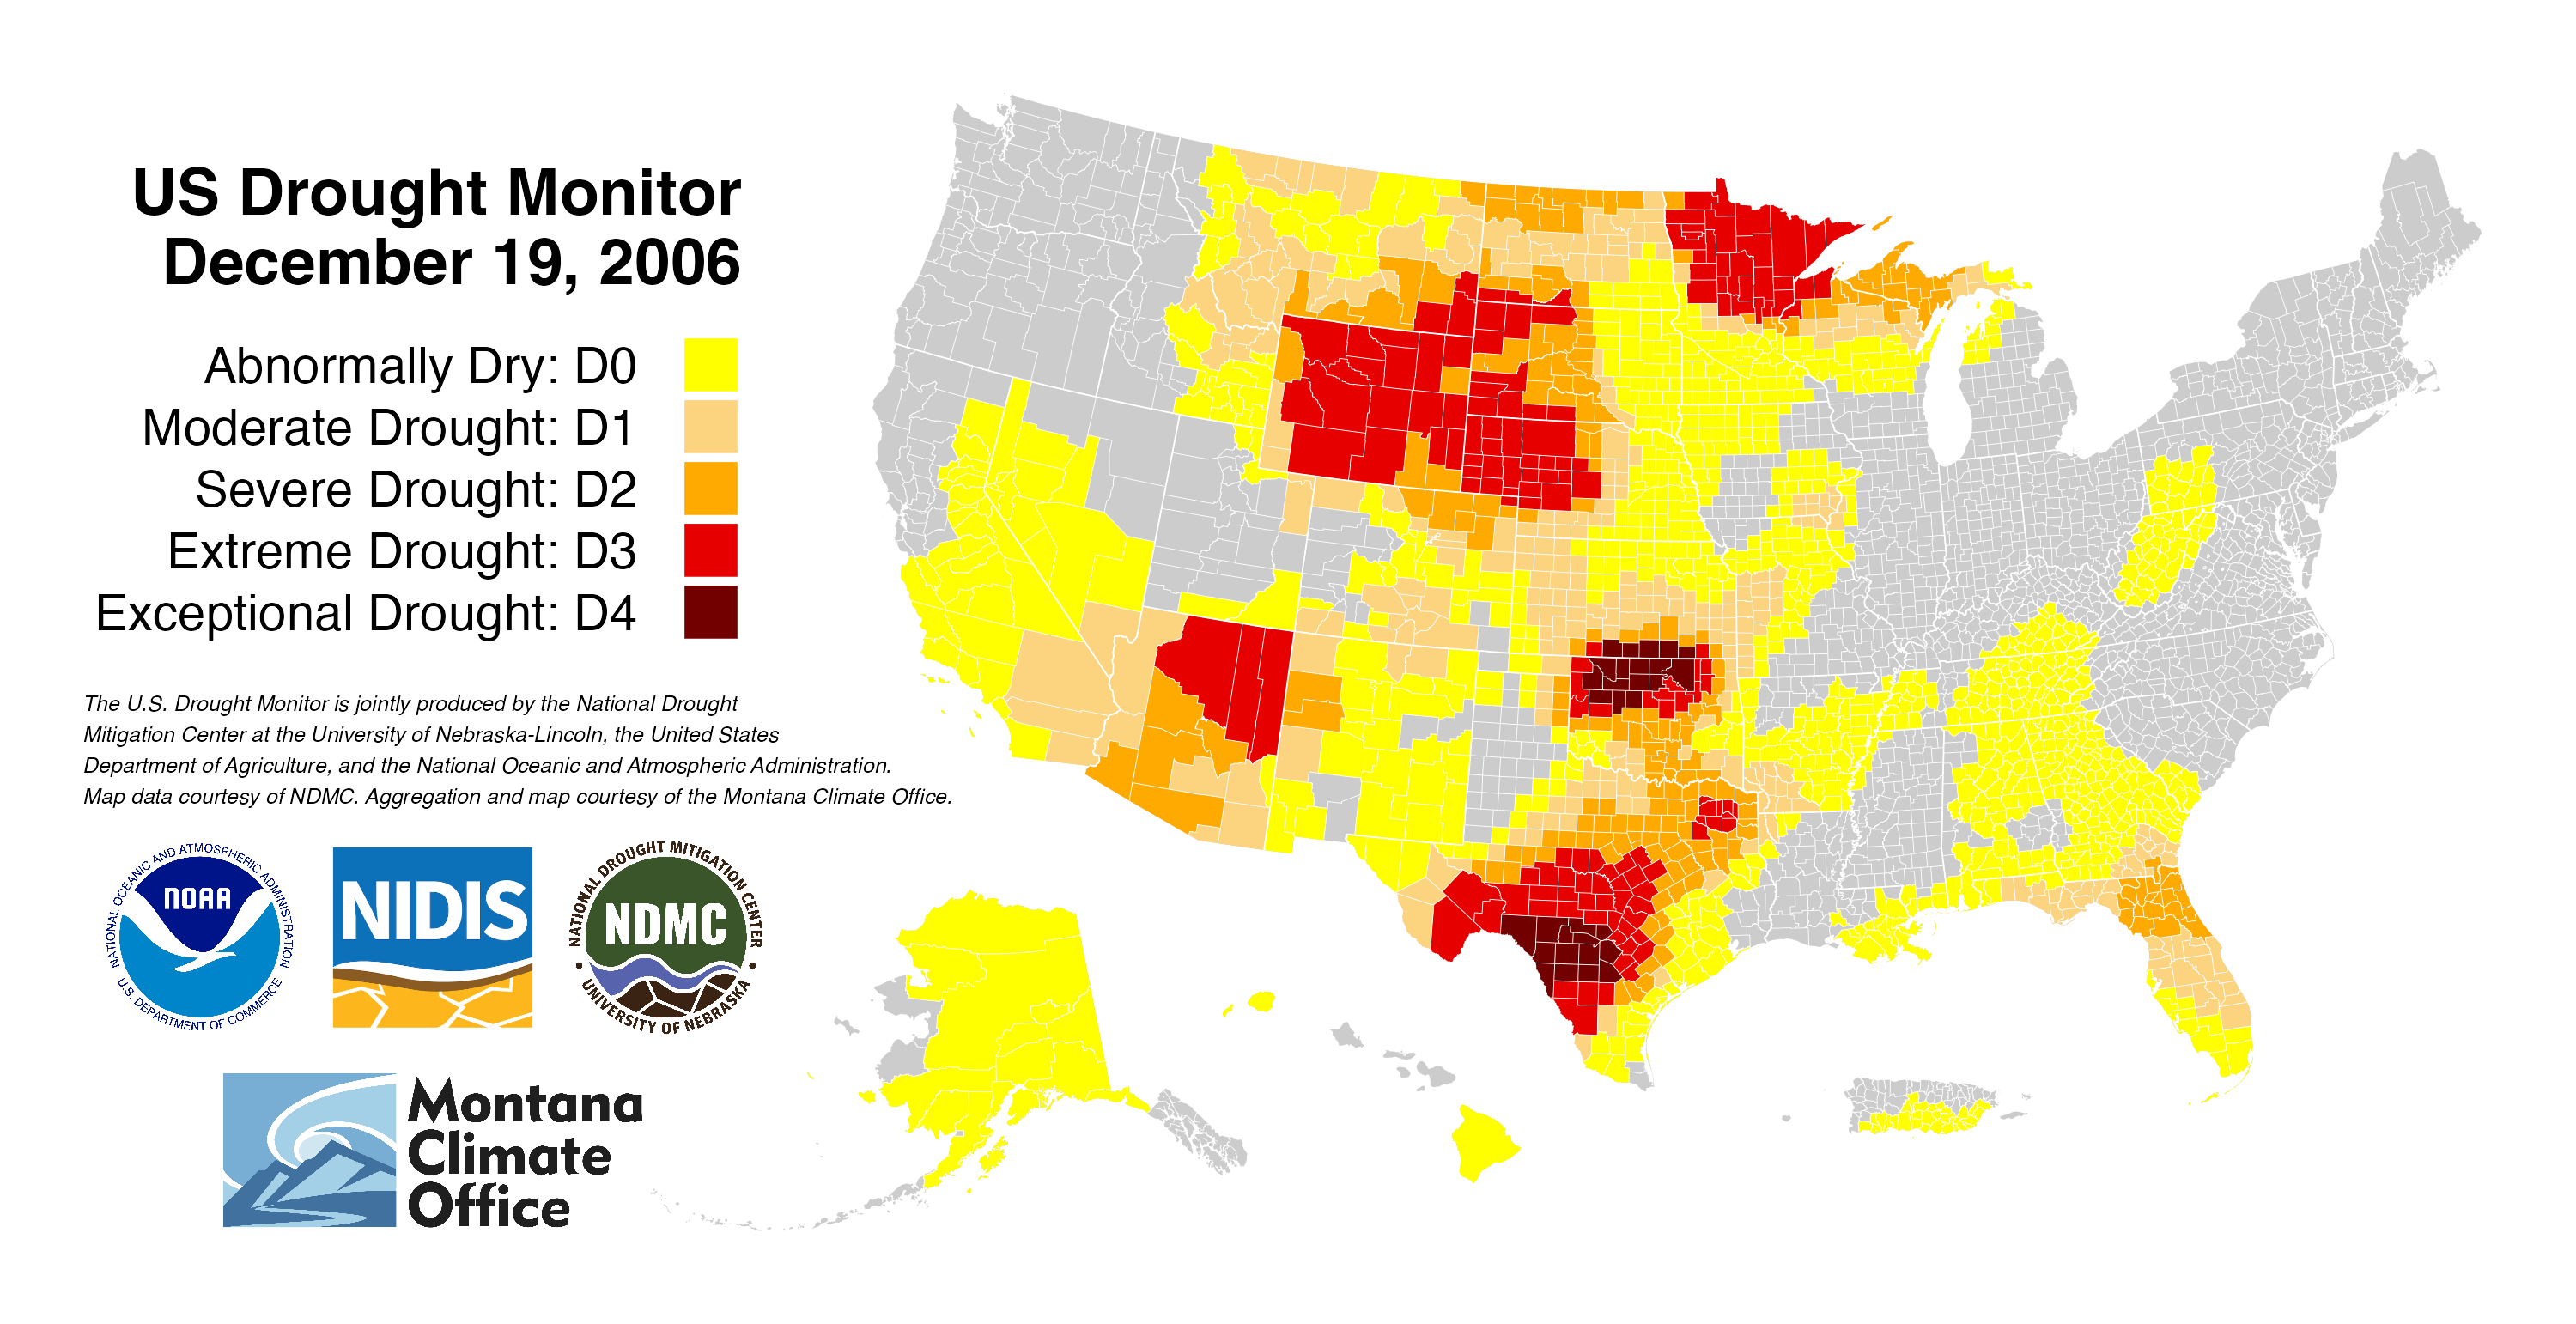 US Drought Monitor
December 19, 2006
Abnormally Dry: D0
Moderate Drought: D1
Severe Drought: D2
Extreme Drought: D3
Exceptional Drought: D4
The U.S. Drought Monitor is jointly produced by the National Drought
Mitigation Center at the University of Nebraska-Lincoln, the United States
Department of Agriculture, and the National Oceanic and Atmospheric Administration.
Map data courtesy of NDMC. Aggregation and map courtesy of the Montana Climate Office.
NATIONAL OCEANIC AND ATMOSPHERIC ADMINISTRATION
NOAA
U.S. DEPARTMENT OF COMMERCE
NIDIS
NATIONAL DROUGHT MITIGATION CENTER
NDMC
UNIVERSITY OF NEBRASKA
Montana
Climate
Office